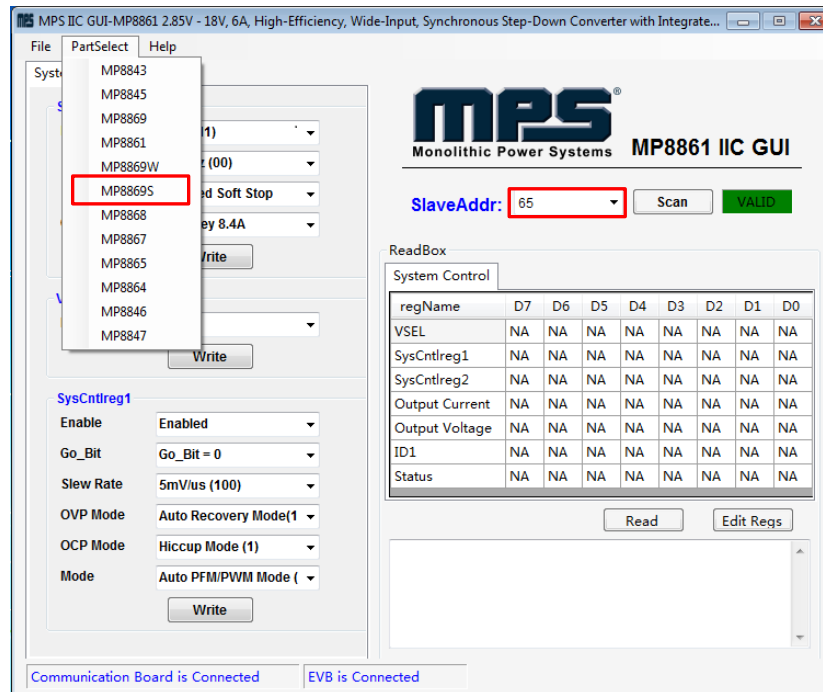 MPS IIC GUI-MP8861 2.85V - 18V, 6A, High-Efficiency, Wide-Input, Synchronous Step-Down Converter with Integrate...
File PartSelect Help
MP8843
MP8845
MP8869
MP8861
MP8869W
MP8869S
MP8868
MP8867
MP8865
MP8864
MP8846
MP8847
Syst
(00)
ed Soft Stop
ey 8.4A
Write
Write
SysCntlreg1
Enable Enabled
Go_Bit Go_Bit = 0
Slew Rate 5mV/us (100)
OVP Mode Auto Recovery Mode(1
OCP Mode Hiccup Mode (1)
Mode Auto PFM/PWM Mode (
Write
mps®
Monolithic Power Systems
MP8861 IIC GUI
SlaveAddr: 65 Scan VALID
ReadBox
System Control
regName D7 D6 D5 D4 D3 D2 D1 D0
VSEL NA NA NA NA NA NA NA NA
SysCntlreg1 NA NA NA NA NA NA NA NA
SysCntlreg2 NA NA NA NA NA NA NA NA
Output Current NA NA NA NA NA NA NA NA
Output Voltage NA NA NA NA NA NA NA NA
ID1 NA NA NA NA NA NA NA NA
Status NA NA NA NA NA NA NA NA
Read Edit Regs
Communication Board is Connected EVB is Connected